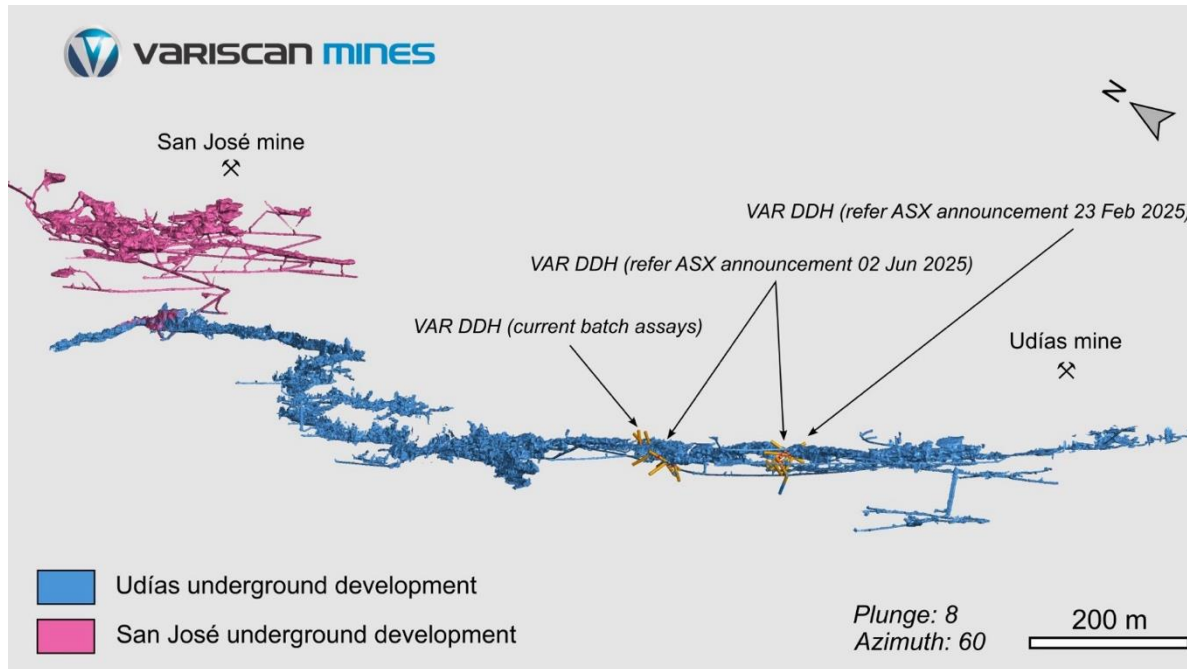 VARISCAN MINES
N
San José mine
VAR DDH (refer ASX announcement 23 Feb 2025)
VAR DDH (refer ASX announcement 02 Jun 2025)
VAR DDH (current batch assays)
Udías mine
Udías underground development
San José underground development
Plunge: 8
Azimuth: 60
200 m